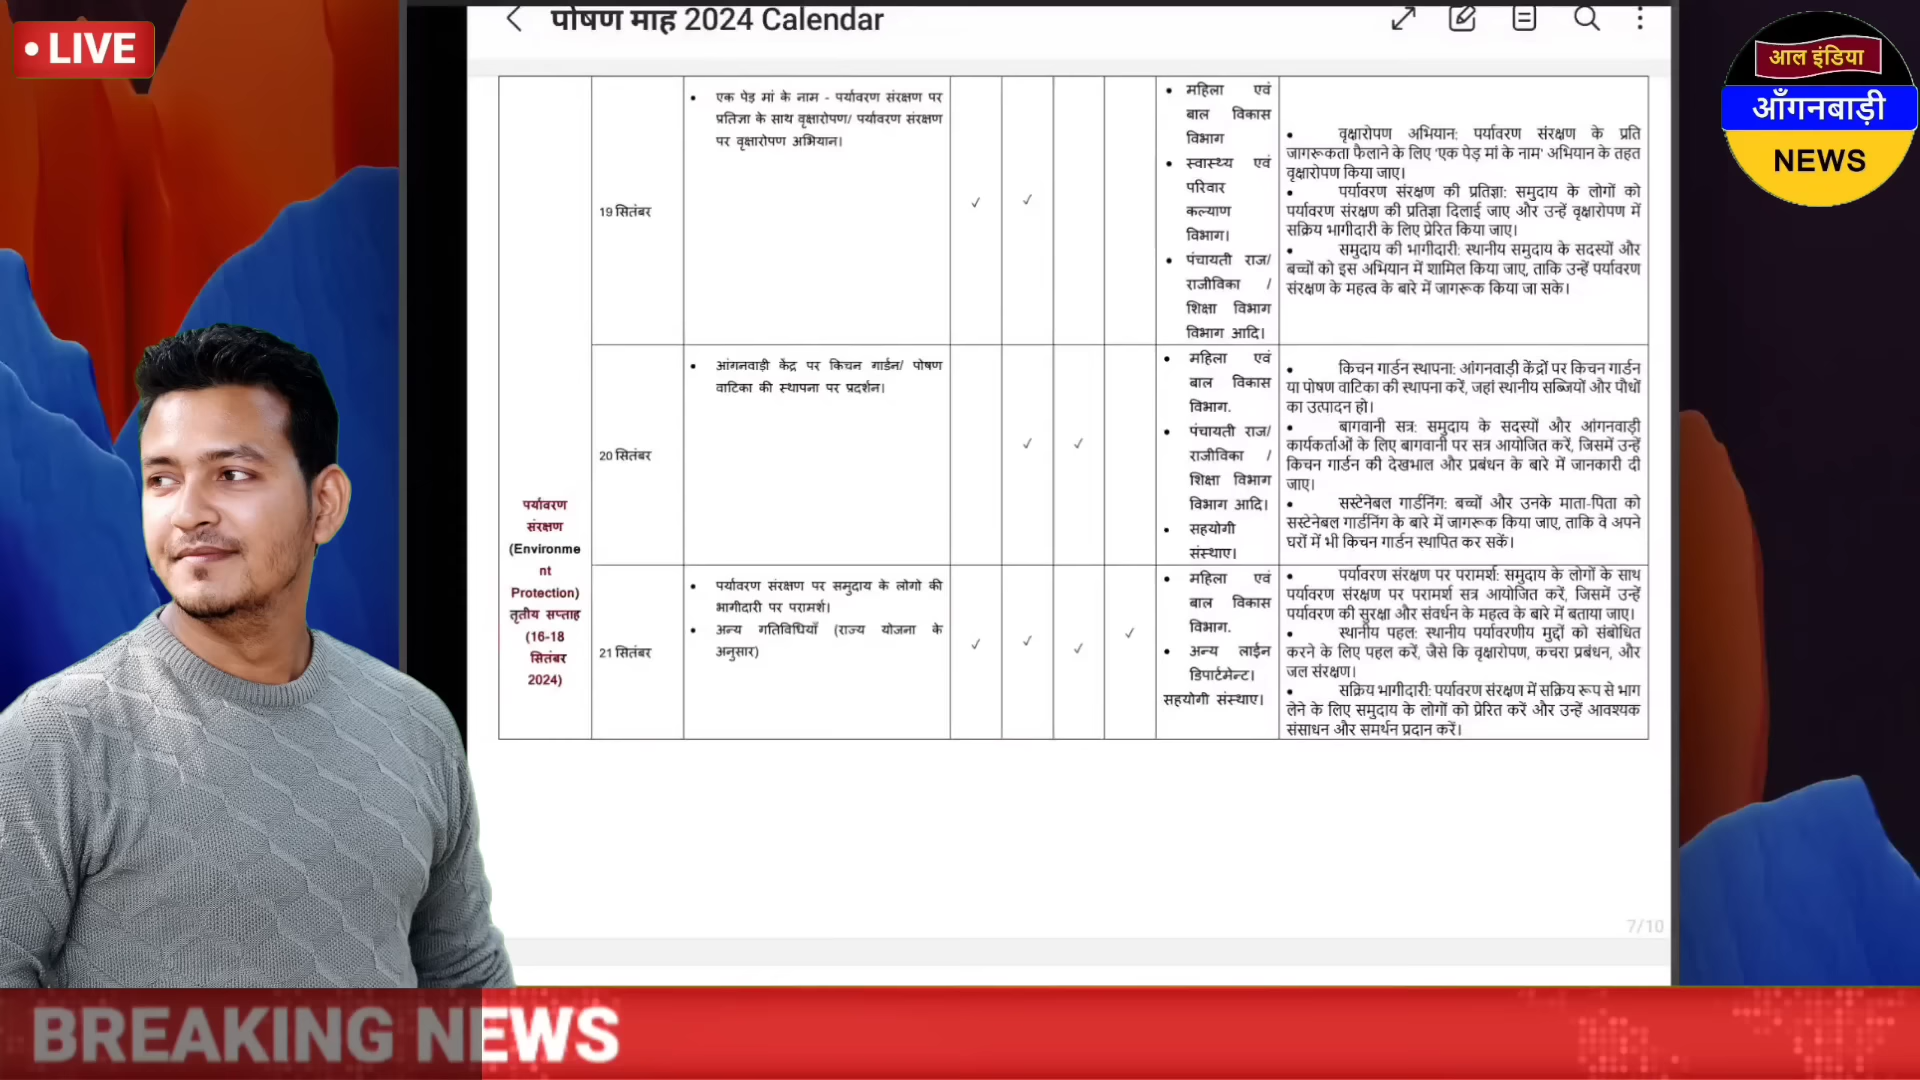 • LIVE
पोषण माह 2024 Calendar
आल इंडिया
आँगनबाड़ी
NEWS
पर्यावरण
संरक्षण
(Environme
nt
Protection)
तृतीय सप्ताह
(16-18
सितंबर
2024)
19 सितंबर
• एक पेड़ मां के नाम - पर्यावरण संरक्षण पर
प्रतिज्ञा के साथ वृक्षारोपण/ पर्यावरण संरक्षण
पर वृक्षारोपण अभियान।
✓ ✓
• महिला एवं
बाल विकास
विभाग
• स्वास्थ्य एवं
परिवार
कल्याण
विभाग।
• पंचायती राज/
राजीविका /
शिक्षा विभाग
विभाग आदि।
• वृक्षारोपण अभियान: पर्यावरण संरक्षण के प्रति
जागरूकता फैलाने के लिए 'एक पेड़ मां के नाम' अभियान के तहत
वृक्षारोपण किया जाए।
• पर्यावरण संरक्षण की प्रतिज्ञा: समुदाय के लोगों को
पर्यावरण संरक्षण की प्रतिज्ञा दिलाई जाए और उन्हें वृक्षारोपण में
सक्रिय भागीदारी के लिए प्रेरित किया जाए।
• समुदाय की भागीदारी: स्थानीय समुदाय के सदस्यों और
बच्चों को इस अभियान में शामिल किया जाए, ताकि उन्हें पर्यावरण
संरक्षण के महत्व के बारे में जागरूक किया जा सके।
20 सितंबर
• आंगनवाड़ी केंद्र पर किचन गार्डन/ पोषण
वाटिका की स्थापना पर प्रदर्शन।
✓ ✓
• महिला एवं
बाल विकास
विभाग.
• पंचायती राज/
राजीविका /
शिक्षा विभाग
विभाग आदि।
• सहयोगी
संस्थाए।
• किचन गार्डन स्थापना: आंगनवाड़ी केंद्रों पर किचन गार्डन
या पोषण वाटिका की स्थापना करें, जहां स्थानीय सब्जियों और पौधों
का उत्पादन हो।
• बागवानी सत्र: समुदाय के सदस्यों और आंगनवाड़ी
कार्यकर्ताओं के लिए बागवानी पर सत्र आयोजित करें, जिसमें उन्हें
किचन गार्डन की देखभाल और प्रबंधन के बारे में जानकारी दी
जाए।
• सस्टेनेबल गार्डनिंग: बच्चों और उनके माता-पिता को
सस्टेनेबल गार्डनिंग के बारे में जागरूक किया जाए, ताकि वे अपने
घरों में भी किचन गार्डन स्थापित कर सकें।
21 सितंबर
• पर्यावरण संरक्षण पर समुदाय के लोगो की
भागीदारी पर परामर्श।
• अन्य गतिविधियाँ (राज्य योजना के
अनुसार)
✓ ✓ ✓ ✓
• महिला एवं
बाल विकास
विभाग.
• अन्य लाईन
डिपार्टमेन्ट।
सहयोगी संस्थाए।
• पर्यावरण संरक्षण पर परामर्श: समुदाय के लोगों के साथ
पर्यावरण संरक्षण पर परामर्श सत्र आयोजित करें, जिसमें उन्हें
पर्यावरण की सुरक्षा और संवर्धन के महत्व के बारे में बताया जाए।
• स्थानीय पहल: स्थानीय पर्यावरणीय मुद्दों को संबोधित
करने के लिए पहल करें, जैसे कि वृक्षारोपण, कचरा प्रबंधन, और
जल संरक्षण।
• सक्रिय भागीदारी: पर्यावरण संरक्षण में सक्रिय रूप से भाग
लेने के लिए समुदाय के लोगों को प्रेरित करें और उन्हें आवश्यक
संसाधन और समर्थन प्रदान करें।
7/10
BREAKING NEWS